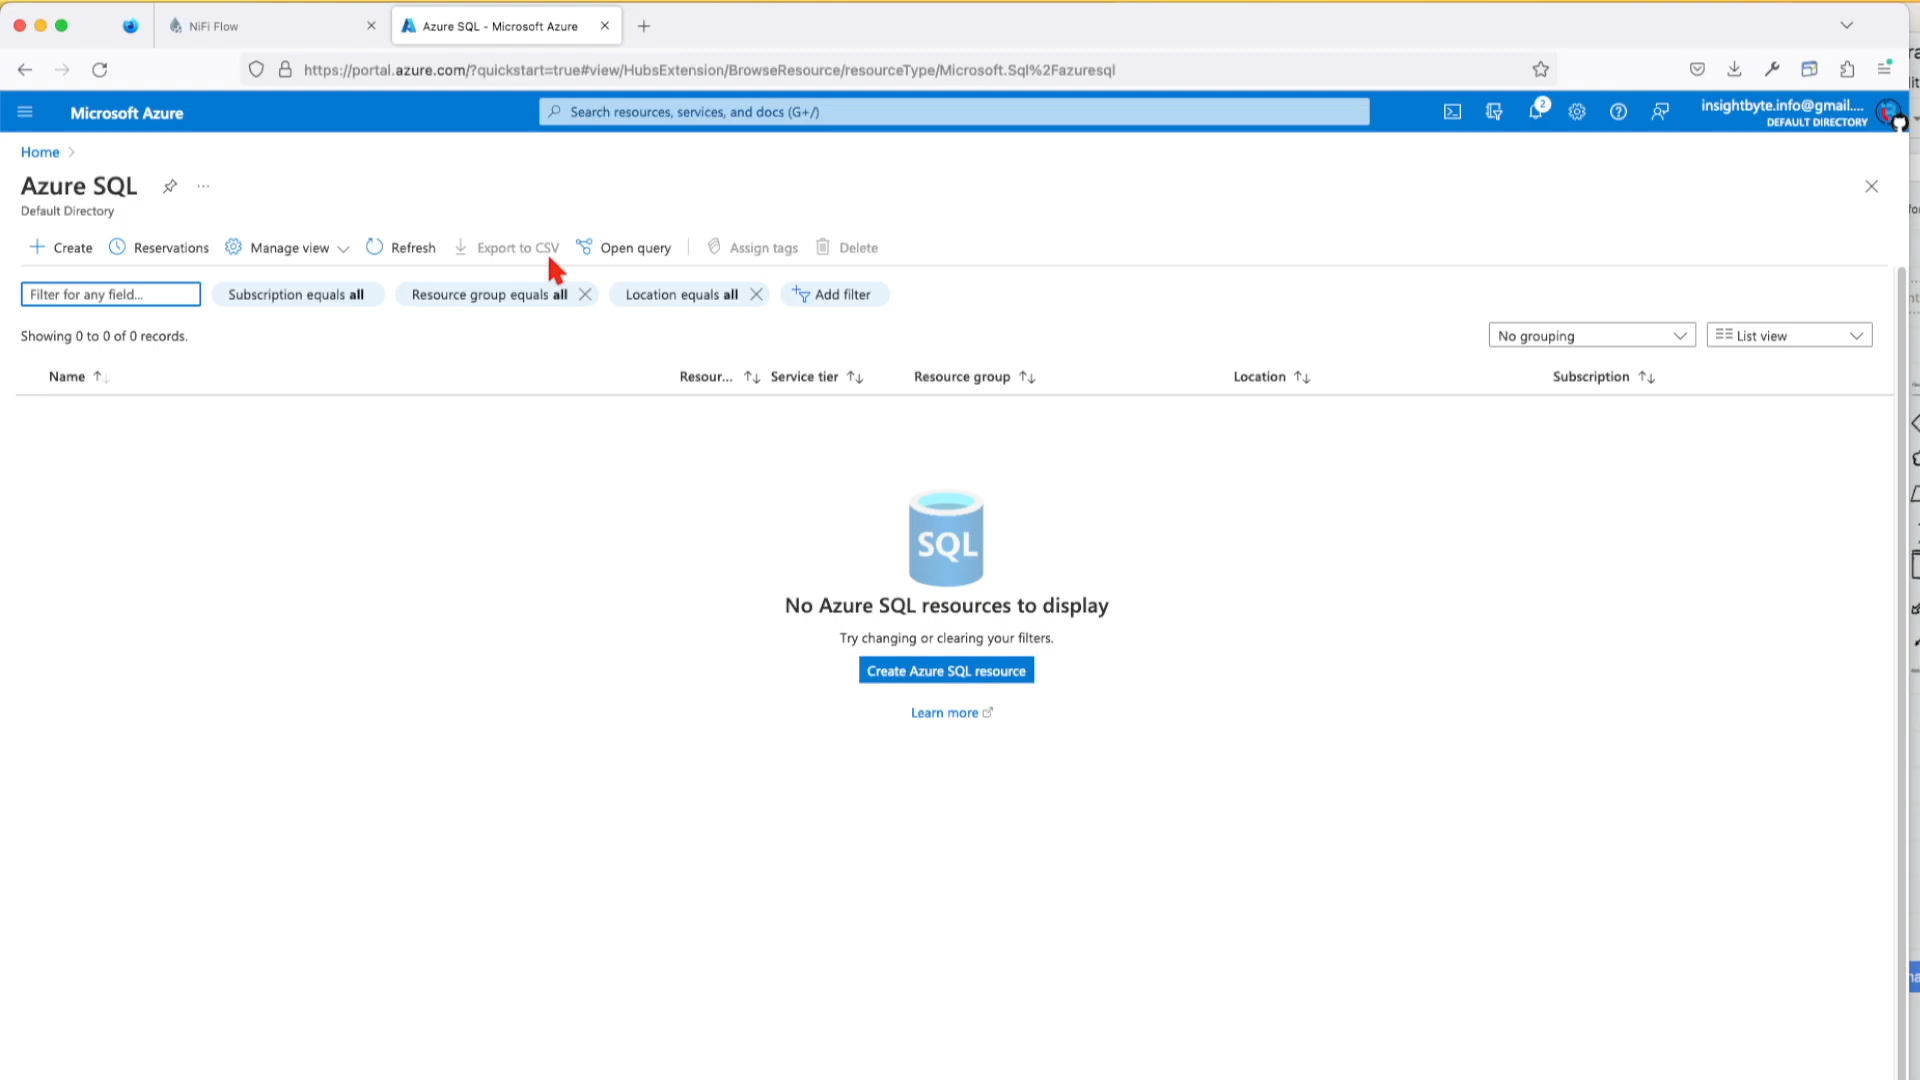 NiFi Flow
Azure SQL - Microsoft Azure
https://portal.azure.com/?quickstart=true#view/HubsExtension/BrowseResource/resourceType/Microsoft.Sql%2Fazuresql
Microsoft Azure
Search resources, services, and docs (G+/)
2
insightbyte.info@gmail....
DEFAULT DIRECTORY
Home
Azure SQL
Default Directory
Create
Reservations
Manage view
Refresh
Export to CSV
Open query
Assign tags
Delete
Filter for any field...
Subscription equals all
Resource group equals all
Location equals all
Add filter
Showing 0 to 0 of 0 records.
No grouping
List view
Name
Resour...
Service tier
Resource group
Location
Subscription
SQL
No Azure SQL resources to display
Try changing or clearing your filters.
Create Azure SQL resource
Learn more